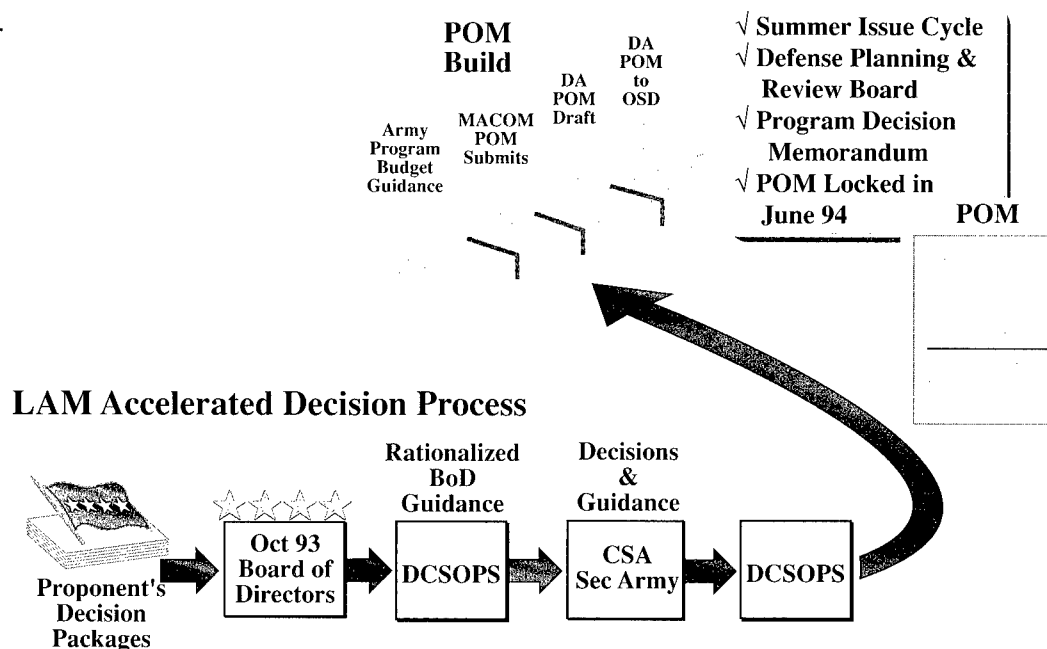 POM
Build
Army
Program
Budget
Guidance
MACOM
POM
Submits
DA
POM
Draft
DA
POM
to
OSD
√ Summer Issue Cycle
√ Defense Planning &
Review Board
√ Program Decision
Memorandum
√ POM Locked in
June 94
POM
LAM Accelerated Decision Process
Proponent's
Decision
Packages
Oct 93
Board of
Directors
Rationalized
BoD
Guidance
DCSOPS
Decisions
&
Guidance
CSA
Sec Army
DCSOPS